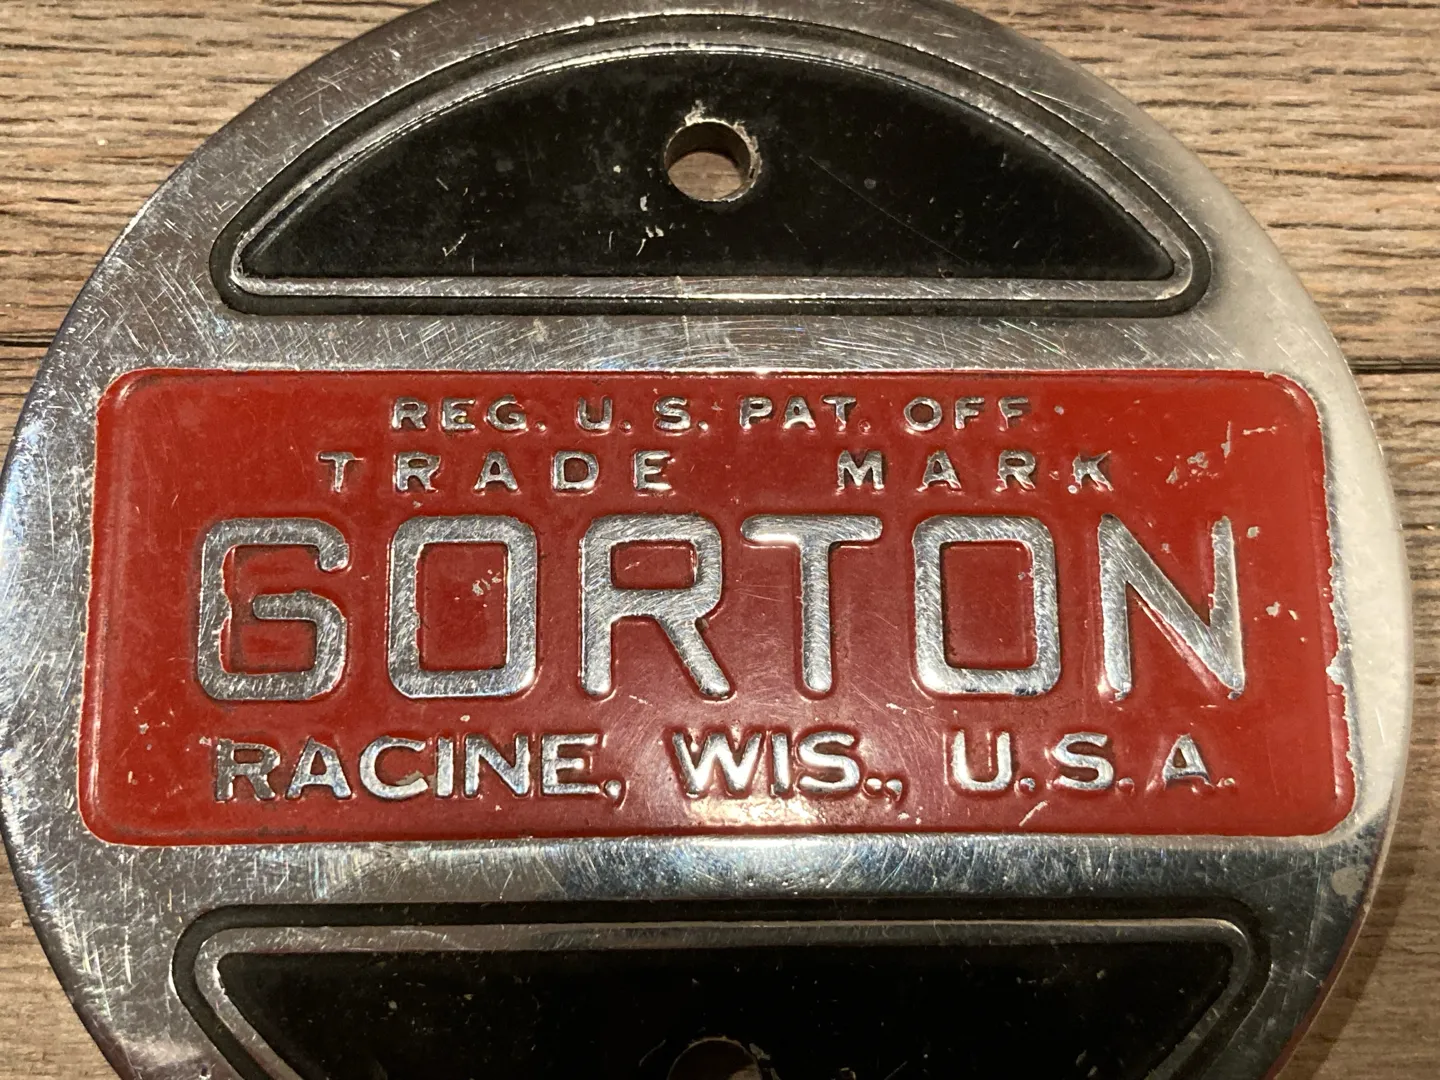 REG. U. S. PAT. OFF.
TRADE MARK
GORTON
RACINE, WIS., U.S.A.